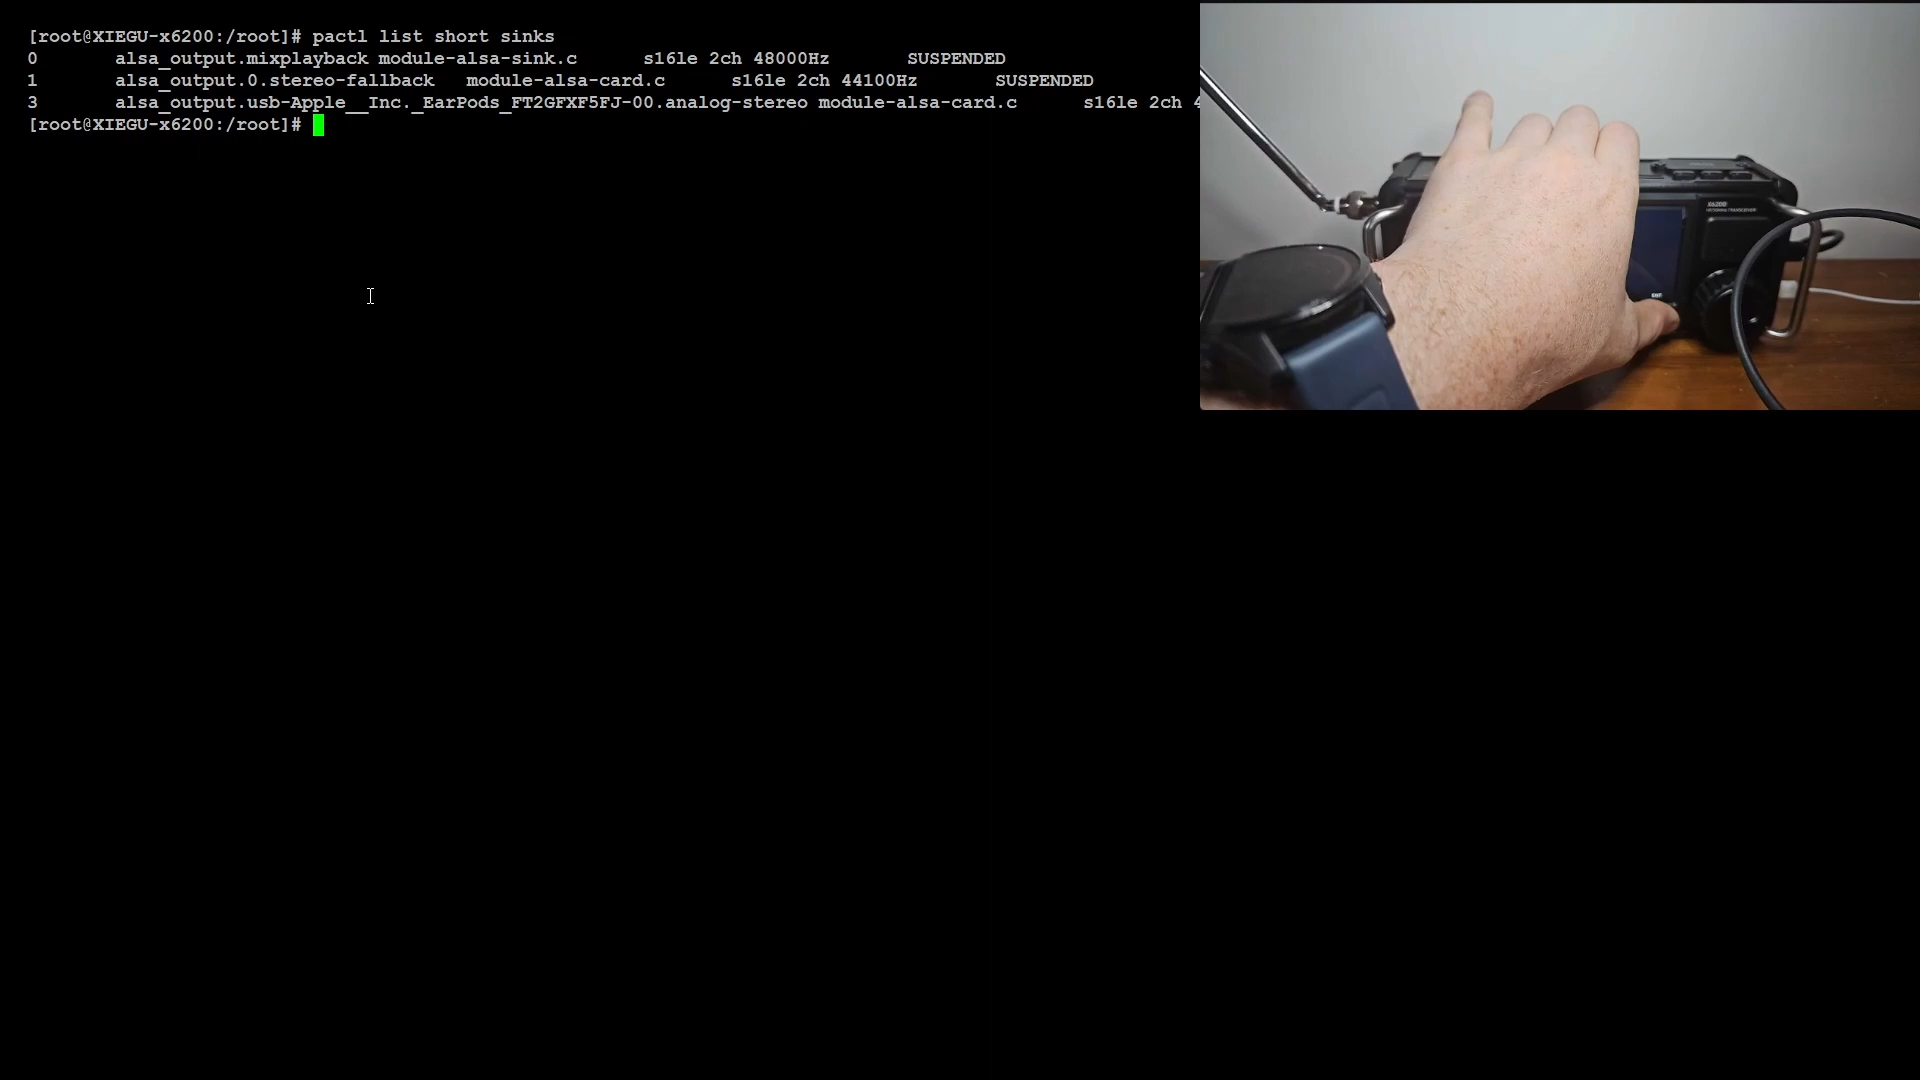 [root@XIEGU-x6200:/root]# pactl list short sinks
0 alsa_output.mixplayback module-alsa-sink.c s16le 2ch 48000Hz SUSPENDED
1 alsa_output.0.stereo-fallback module-alsa-card.c s16le 2ch 44100Hz SUSPENDED
3 alsa_output.usb-Apple__Inc._EarPods_FT2GFXF5FJ-00.analog-stereo module-alsa-card.c s16le 2ch 4
[root@XIEGU-x6200:/root]#
X6200